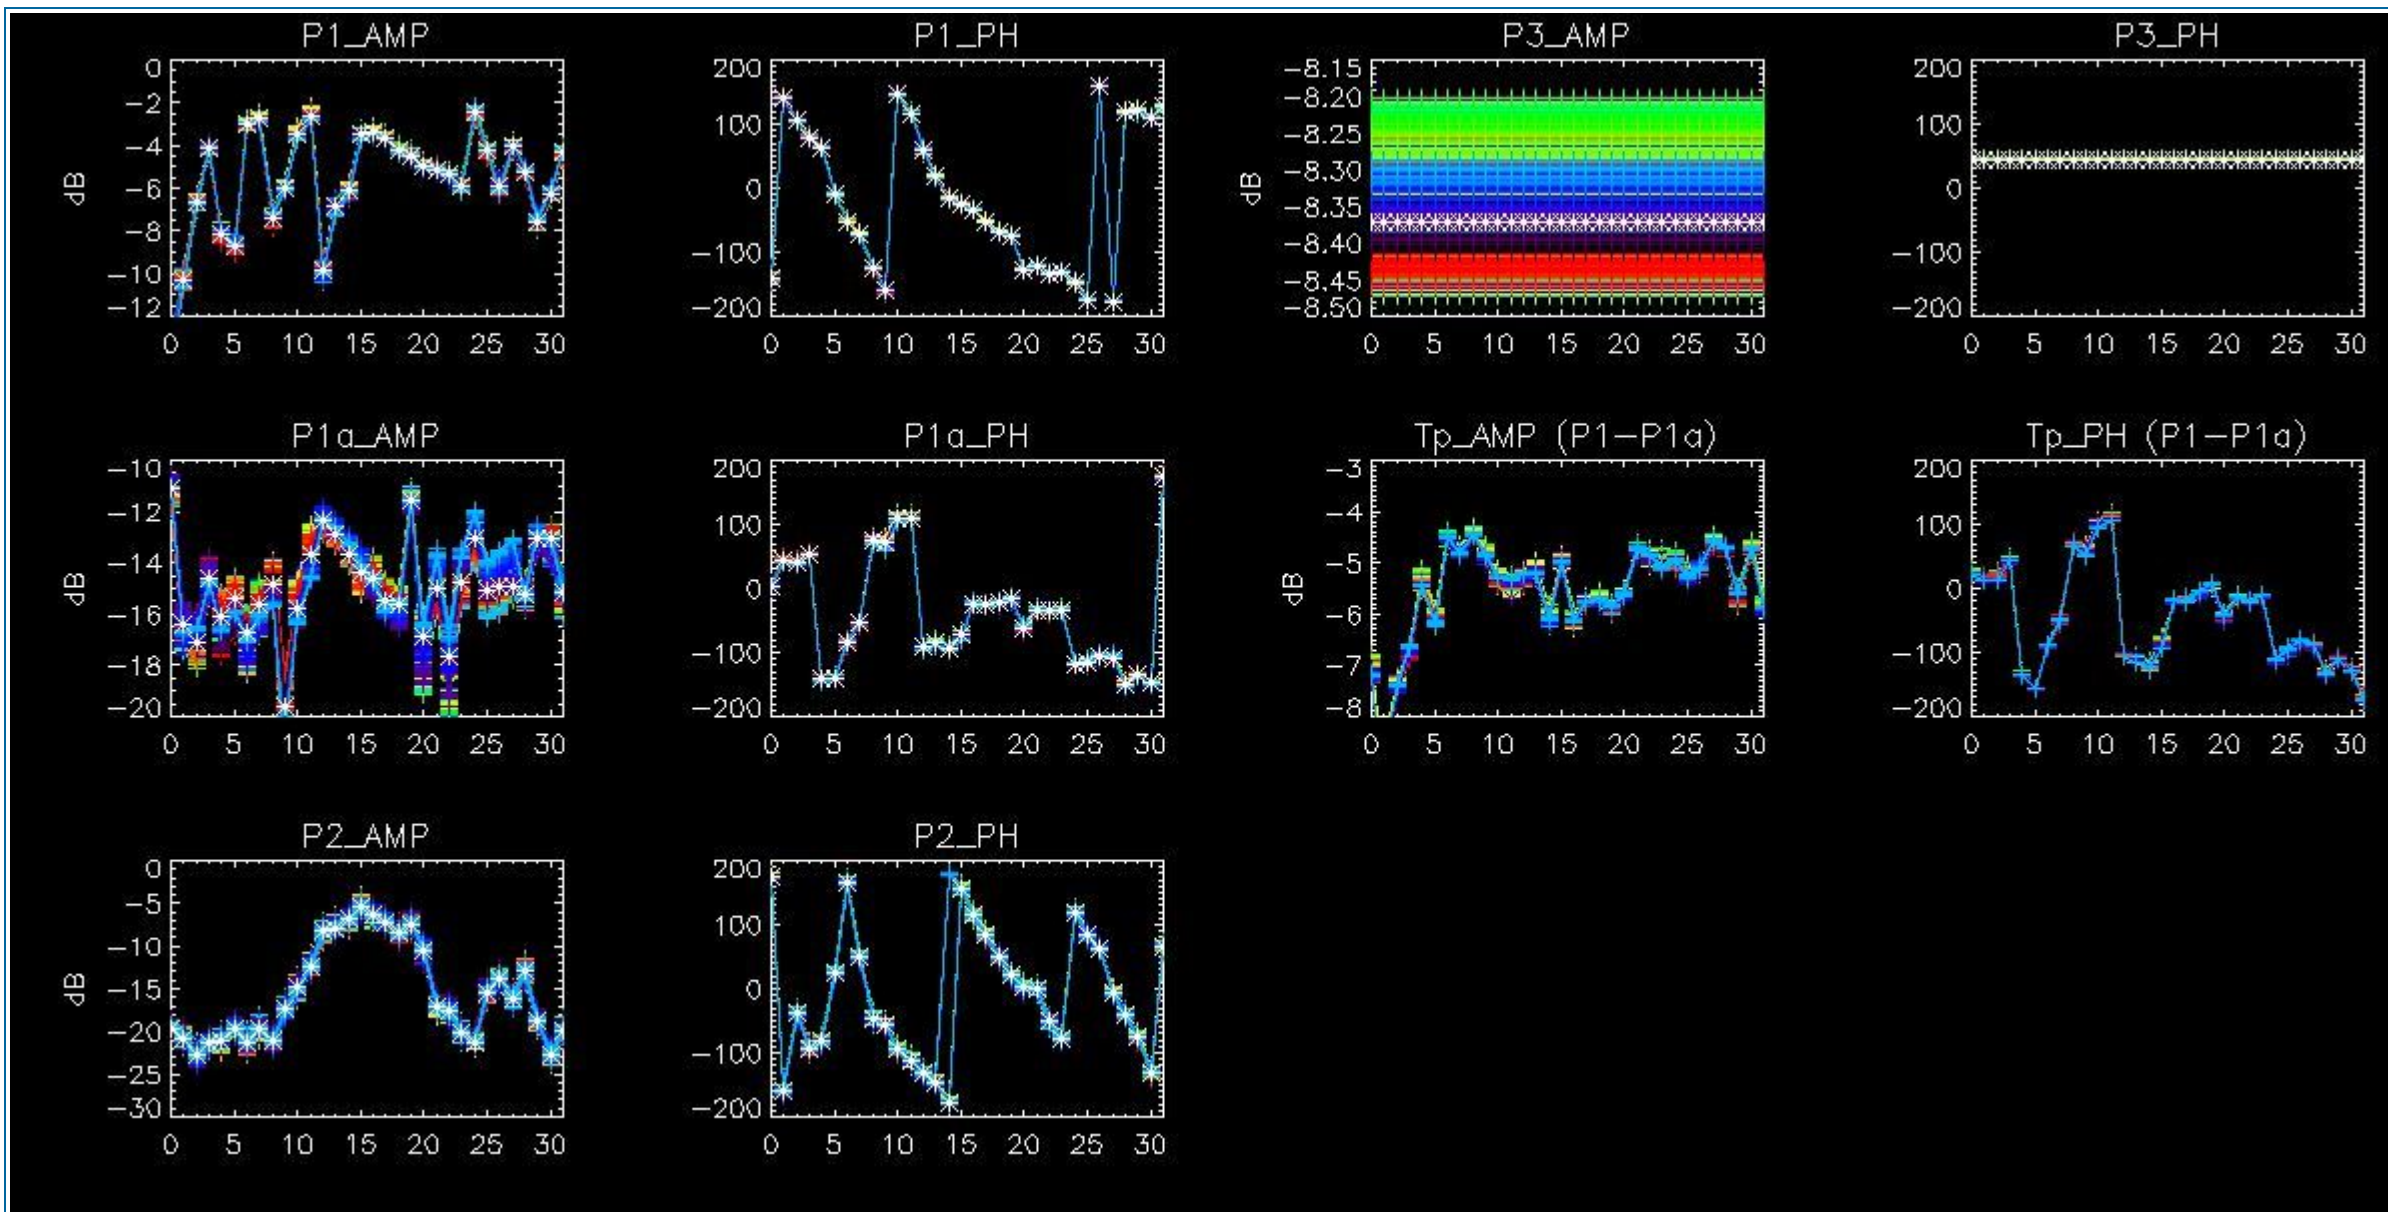 P1_AMP
P1_PH
P3_AMP
P3_PH
0
−2
−4
−6
−8
−10
−12
dB
0 5 10 15 20 25 30
200
100
0
−100
−200
0 5 10 15 20 25 30
−8.15
−8.20
−8.25
−8.30
−8.35
−8.40
−8.45
−8.50
dB
0 5 10 15 20 25 30
200
100
0
−100
−200
0 5 10 15 20 25 30
P1a_AMP
P1a_PH
Tp_AMP (P1−P1a)
Tp_PH (P1−P1a)
−10
−12
−14
−16
−18
−20
dB
0 5 10 15 20 25 30
200
100
0
−100
−200
0 5 10 15 20 25 30
−3
−4
−5
−6
−7
−8
dB
0 5 10 15 20 25 30
200
100
0
−100
−200
0 5 10 15 20 25 30
P2_AMP
P2_PH
0
−5
−10
−15
−20
−25
−30
dB
0 5 10 15 20 25 30
200
100
0
−100
−200
0 5 10 15 20 25 30